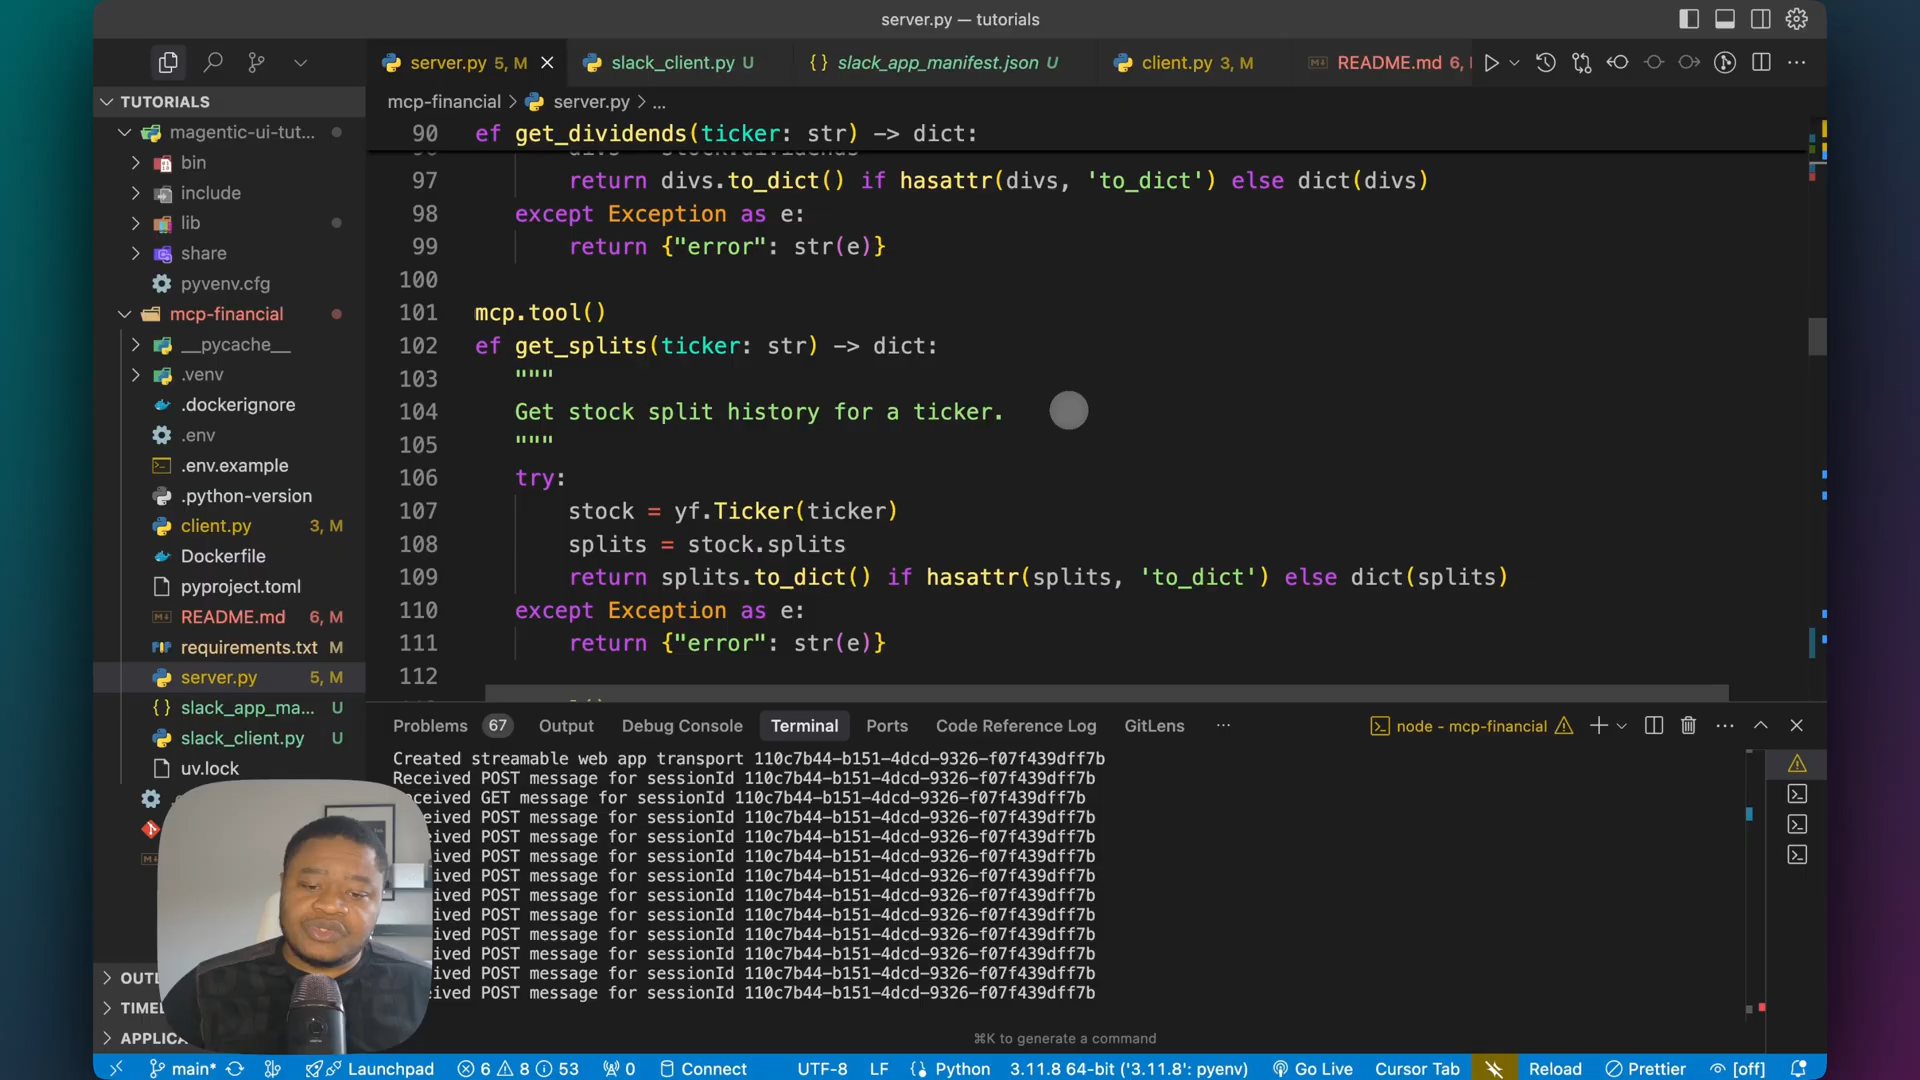 server.py — tutorials
server.py 5, M
slack_client.py U
slack_app_manifest.json U
client.py 3, M
README.md 6,
TUTORIALS
mcp-financial > server.py > ...
magentic-ui-tut...
bin
include
lib
share
pyvenv.cfg
mcp-financial
__pycache__
.venv
.dockerignore
.env
.env.example
.python-version
client.py 3, M
Dockerfile
pyproject.toml
README.md 6, M
requirements.txt M
server.py 5, M
slack_app_ma... U
slack_client.py U
uv.lock
OUT
TIME
APPLIC
90 ef get_dividends(ticker: str) -> dict:
97 return divs.to_dict() if hasattr(divs, 'to_dict') else dict(divs)
98 except Exception as e:
99 return {"error": str(e)}
100
101 mcp.tool()
102 ef get_splits(ticker: str) -> dict:
103 """
104 Get stock split history for a ticker.
105 """
106 try:
107 stock = yf.Ticker(ticker)
108 splits = stock.splits
109 return splits.to_dict() if hasattr(splits, 'to_dict') else dict(splits)
110 except Exception as e:
111 return {"error": str(e)}
112
Problems 67 Output Debug Console Terminal Ports Code Reference Log GitLens ...
node - mcp-financial
Created streamable web app transport 110c7b44-b151-4dcd-9326-f07f439dff7b
Received POST message for sessionId 110c7b44-b151-4dcd-9326-f07f439dff7b
eceived GET message for sessionId 110c7b44-b151-4dcd-9326-f07f439dff7b
ceived POST message for sessionId 110c7b44-b151-4dcd-9326-f07f439dff7b
ived POST message for sessionId 110c7b44-b151-4dcd-9326-f07f439dff7b
ived POST message for sessionId 110c7b44-b151-4dcd-9326-f07f439dff7b
ived POST message for sessionId 110c7b44-b151-4dcd-9326-f07f439dff7b
ived POST message for sessionId 110c7b44-b151-4dcd-9326-f07f439dff7b
ived POST message for sessionId 110c7b44-b151-4dcd-9326-f07f439dff7b
ived POST message for sessionId 110c7b44-b151-4dcd-9326-f07f439dff7b
ived POST message for sessionId 110c7b44-b151-4dcd-9326-f07f439dff7b
ived POST message for sessionId 110c7b44-b151-4dcd-9326-f07f439dff7b
ived POST message for sessionId 110c7b44-b151-4dcd-9326-f07f439dff7b
⌘K to generate a command
main* Launchpad 6 8 53 0 Connect UTF-8 LF Python 3.11.8 64-bit ('3.11.8': pyenv) Go Live Cursor Tab Reload Prettier [off]